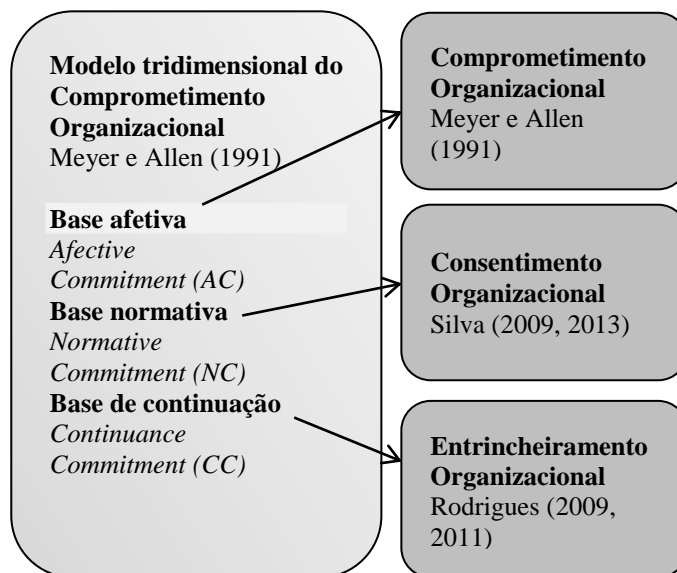 Modelo tridimensional do
Comprometimento
Organizacional
Meyer e Allen (1991)
Base afetiva
Afective
Commitment (AC)
Base normativa
Normative
Commitment (NC)
Base de continuação
Continuance
Commitment (CC)
Comprometimento
Organizacional
Meyer e Allen
(1991)
Consentimento
Organizacional
Silva (2009, 2013)
Entrincheiramento
Organizacional
Rodrigues (2009,
2011)